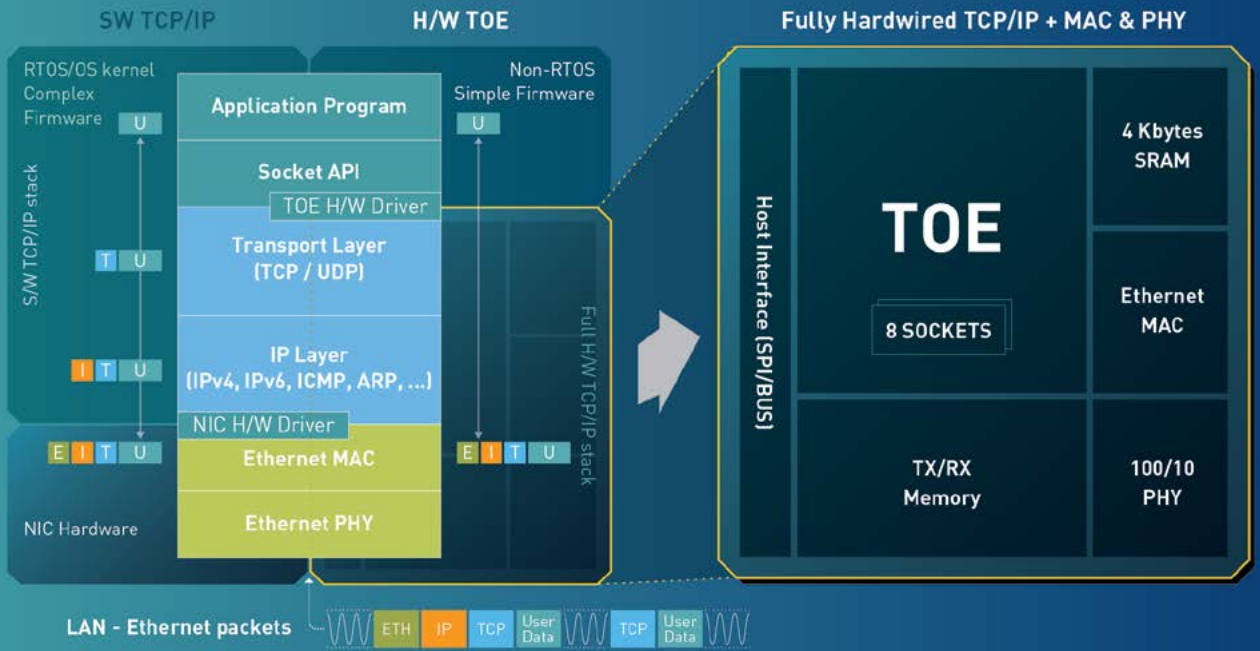 SW TCP/IP
H/W TOE
Fully Hardwired TCP/IP + MAC & PHY
RTOS/OS kernel
Complex
Firmware
U
Application Program
Non-RTOS
Simple Firmware
U
S/W TCP/IP stack
Socket API
TOE H/W Driver
T U
Transport Layer
(TCP / UDP)
I T U
IP Layer
(IPv4, IPv6, ICMP, ARP, ...)
NIC H/W Driver
E I T U
Ethernet MAC
E I T U
Full H/W TCP/IP stack
NIC Hardware
Ethernet PHY
Host Interface (SPI/BUS)
TOE
8 SOCKETS
4 Kbytes
SRAM
Ethernet
MAC
TX/RX
Memory
100/10
PHY
LAN - Ethernet packets
ETH IP TCP User Data TCP User Data